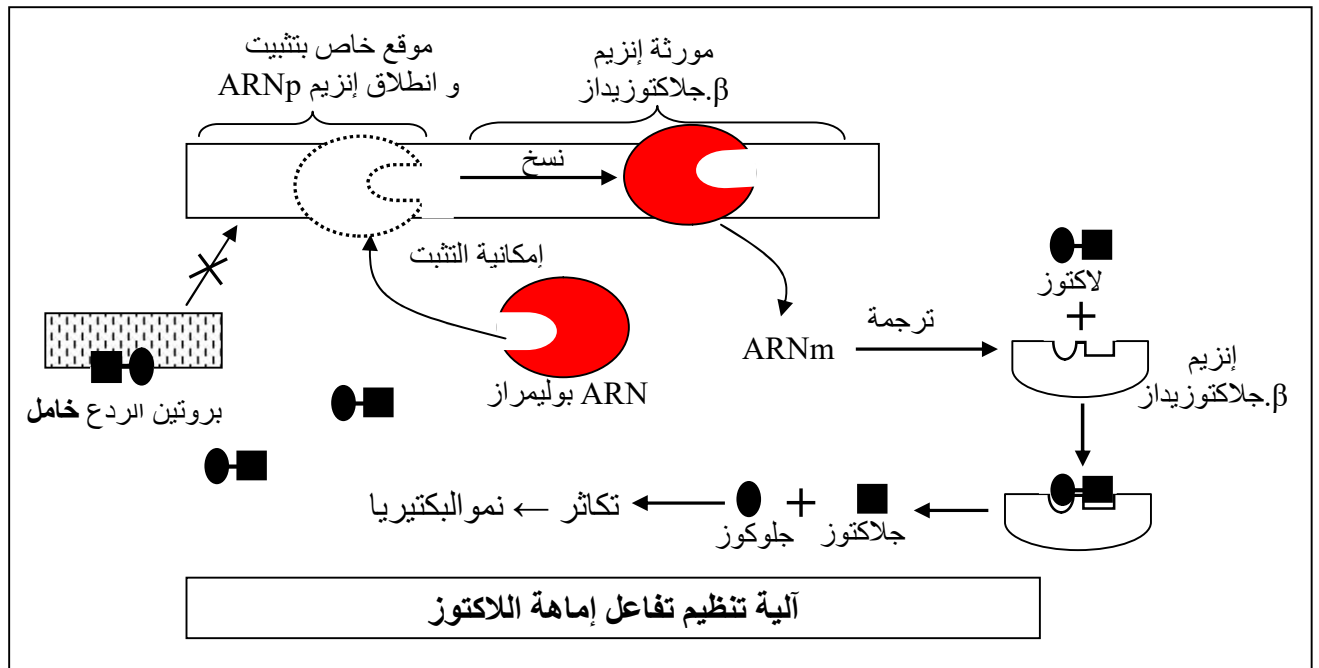 مورثة إنزيم
β.جلاكتوزيداز
موقع خاص بتثبيت
و انطلاق إنزيم ARNp
نسخ
إمكانية التثبت
ARN بوليمراز
بروتين الردع خامل
ARNm
ترجمة
لاكتوز
+
إنزيم
β.جلاكتوزيداز
جلاكتوز
+
جلوكوز
تكاثر ← نموالبكتيريا
آلية تنظيم تفاعل إماهة اللاكتوز